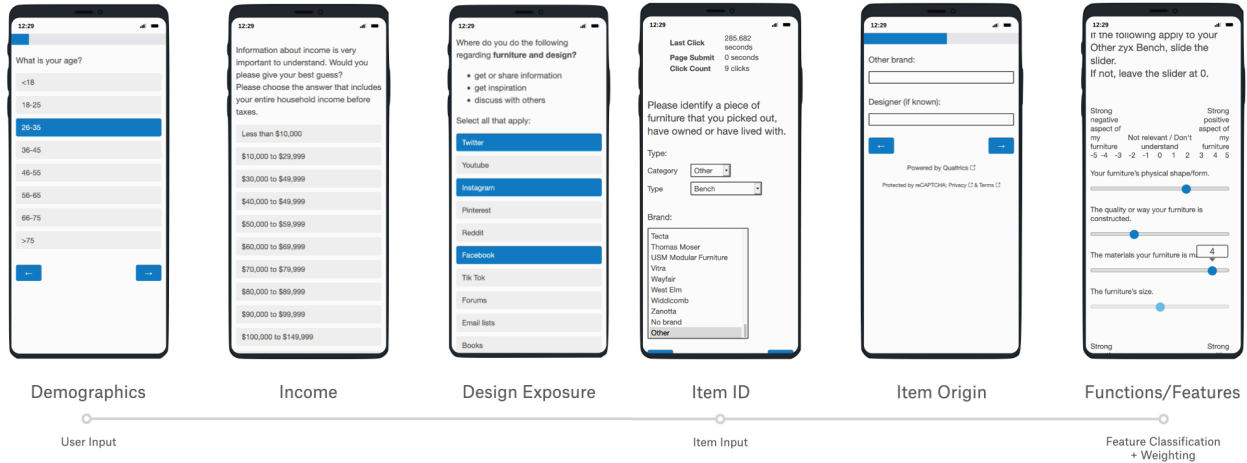 12:29
What is your age?
<18
18-25
26-35
36-45
46-55
56-65
66-75
>75
←
→
12:29
Information about income is very
important to understand. Would you
please give your best guess?
Please choose the answer that includes
your entire household income before
taxes.
Less than $10,000
$10,000 to $29,999
$30,000 to $49,999
$40,000 to $49,999
$50,000 to $59,999
$60,000 to $69,999
$70,000 to $79,999
$80,000 to $89,999
$90,000 to $99,999
$100,000 to $149,999
12:29
Where do you do the following
regarding furniture and design?
• get or share information
• get inspiration
• discuss with others
Select all that apply:
Twitter
Youtube
Instagram
Pinterest
Reddit
Facebook
Tik Tok
Forums
Email lists
Books
12:29
Last Click 285.682
seconds
Page Submit 0 seconds
Click Count 9 clicks
Please identify a piece of
furniture that you picked out,
have owned or have lived with.
Type:
Category Other
Type Bench
Brand:
Tecta
Thomas Moser
USM Modular Furniture
Vitra
Wayfair
West Elm
Widdicomb
Zanotta
No brand
Other
12:29
Other brand:
Designer (if known):
←
→
Powered by Qualtrics
Protected by reCAPTCHA: Privacy & Terms
12:29
If the following apply to your
Other zyx Bench, slide the
slider.
If not, leave the slider at 0.
Strong Strong
negative positive
aspect of aspect of
my Not relevant / Don't my
furniture understand furniture
-5 -4 -3 -2 -1 0 1 2 3 4 5
Your furniture's physical shape/form.
The quality or way your furniture is
constructed.
The materials your furniture is 4
The furniture's size.
Strong Strong
Demographics
Income
Design Exposure
Item ID
Item Origin
Functions/Features
User Input
Item Input
Feature Classification
+ Weighting